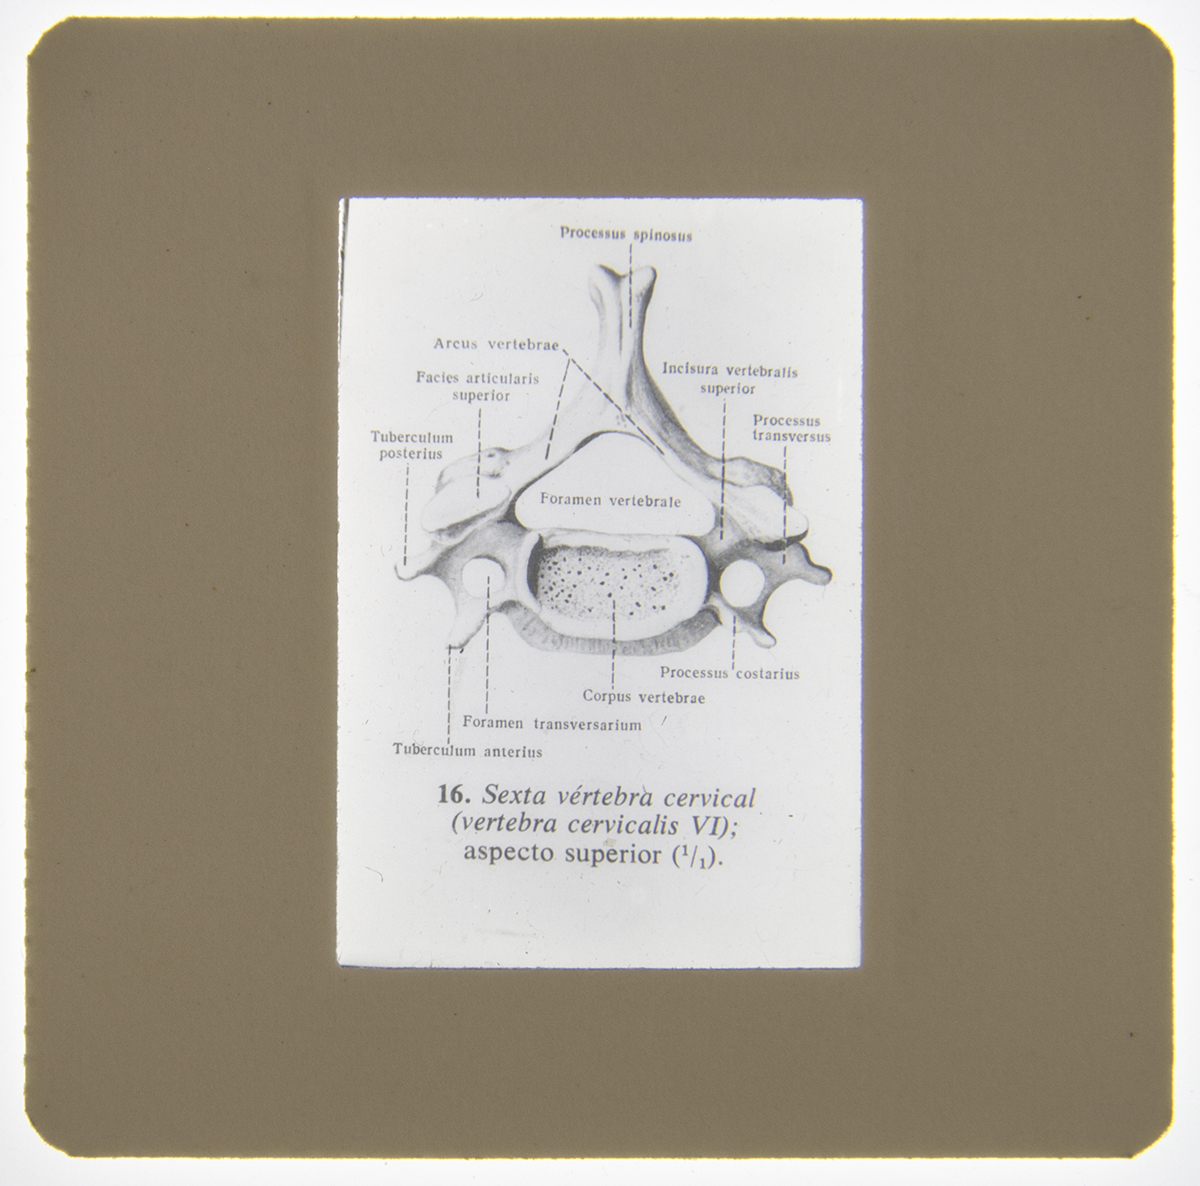 Processus spinosus
Arcus vertebrae
Facies articularis
superior
Incisura vertebralis
superior
Processus
transversus
Tuberculum
posterius
Foramen vertebrale
Processus costarius
Corpus vertebrae
Foramen transversarium
Tuberculum anterius
16. Sexta vértebra cervical
(vertebra cervicalis VI);
aspecto superior (¹/₁).